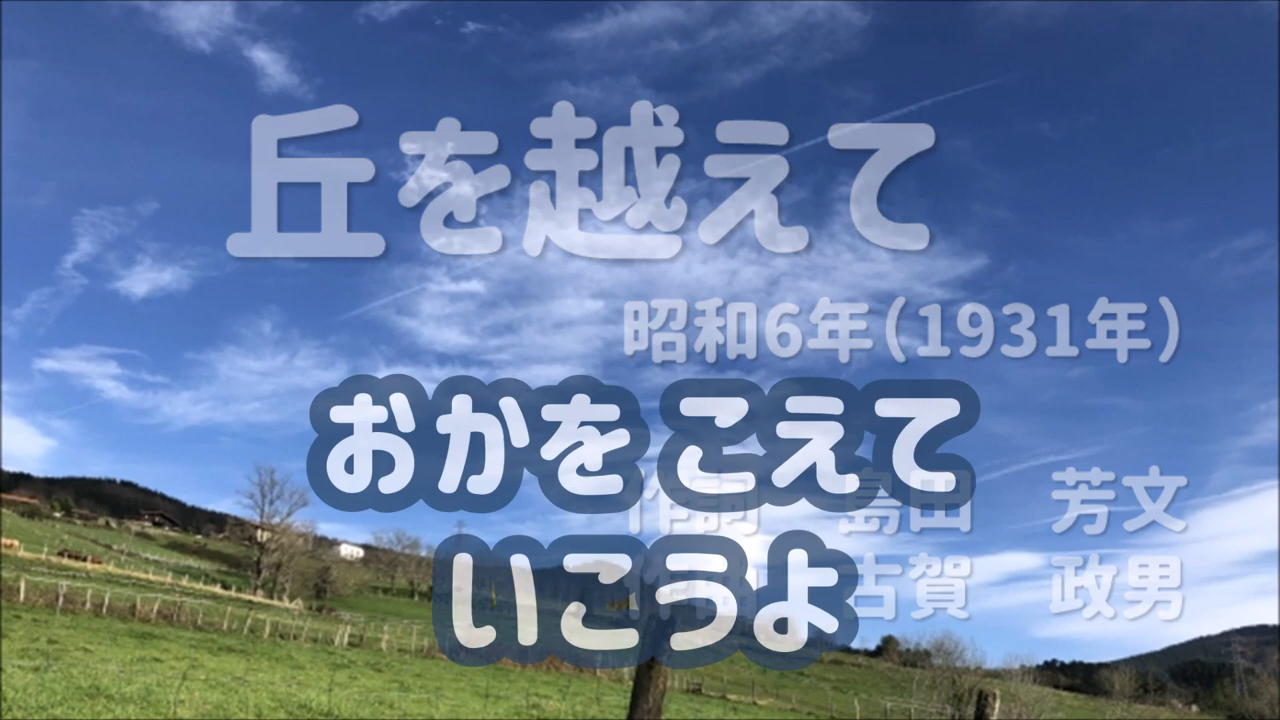 丘を越えて
昭和6年(1931年)
おかを こえて
作詞 島田 芳文
いこうよ
古賀 政男